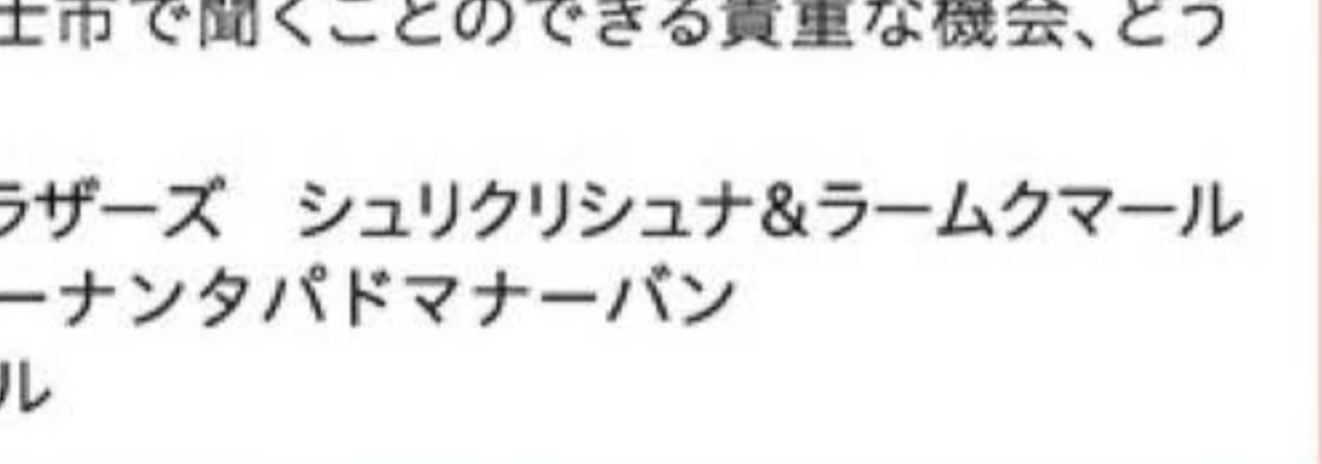 士市で聞くことのできる貴重な機会、どう
ラザーズ　シュリクリシュナ&ラームクマール
ーナンタパドマナーバン
ル